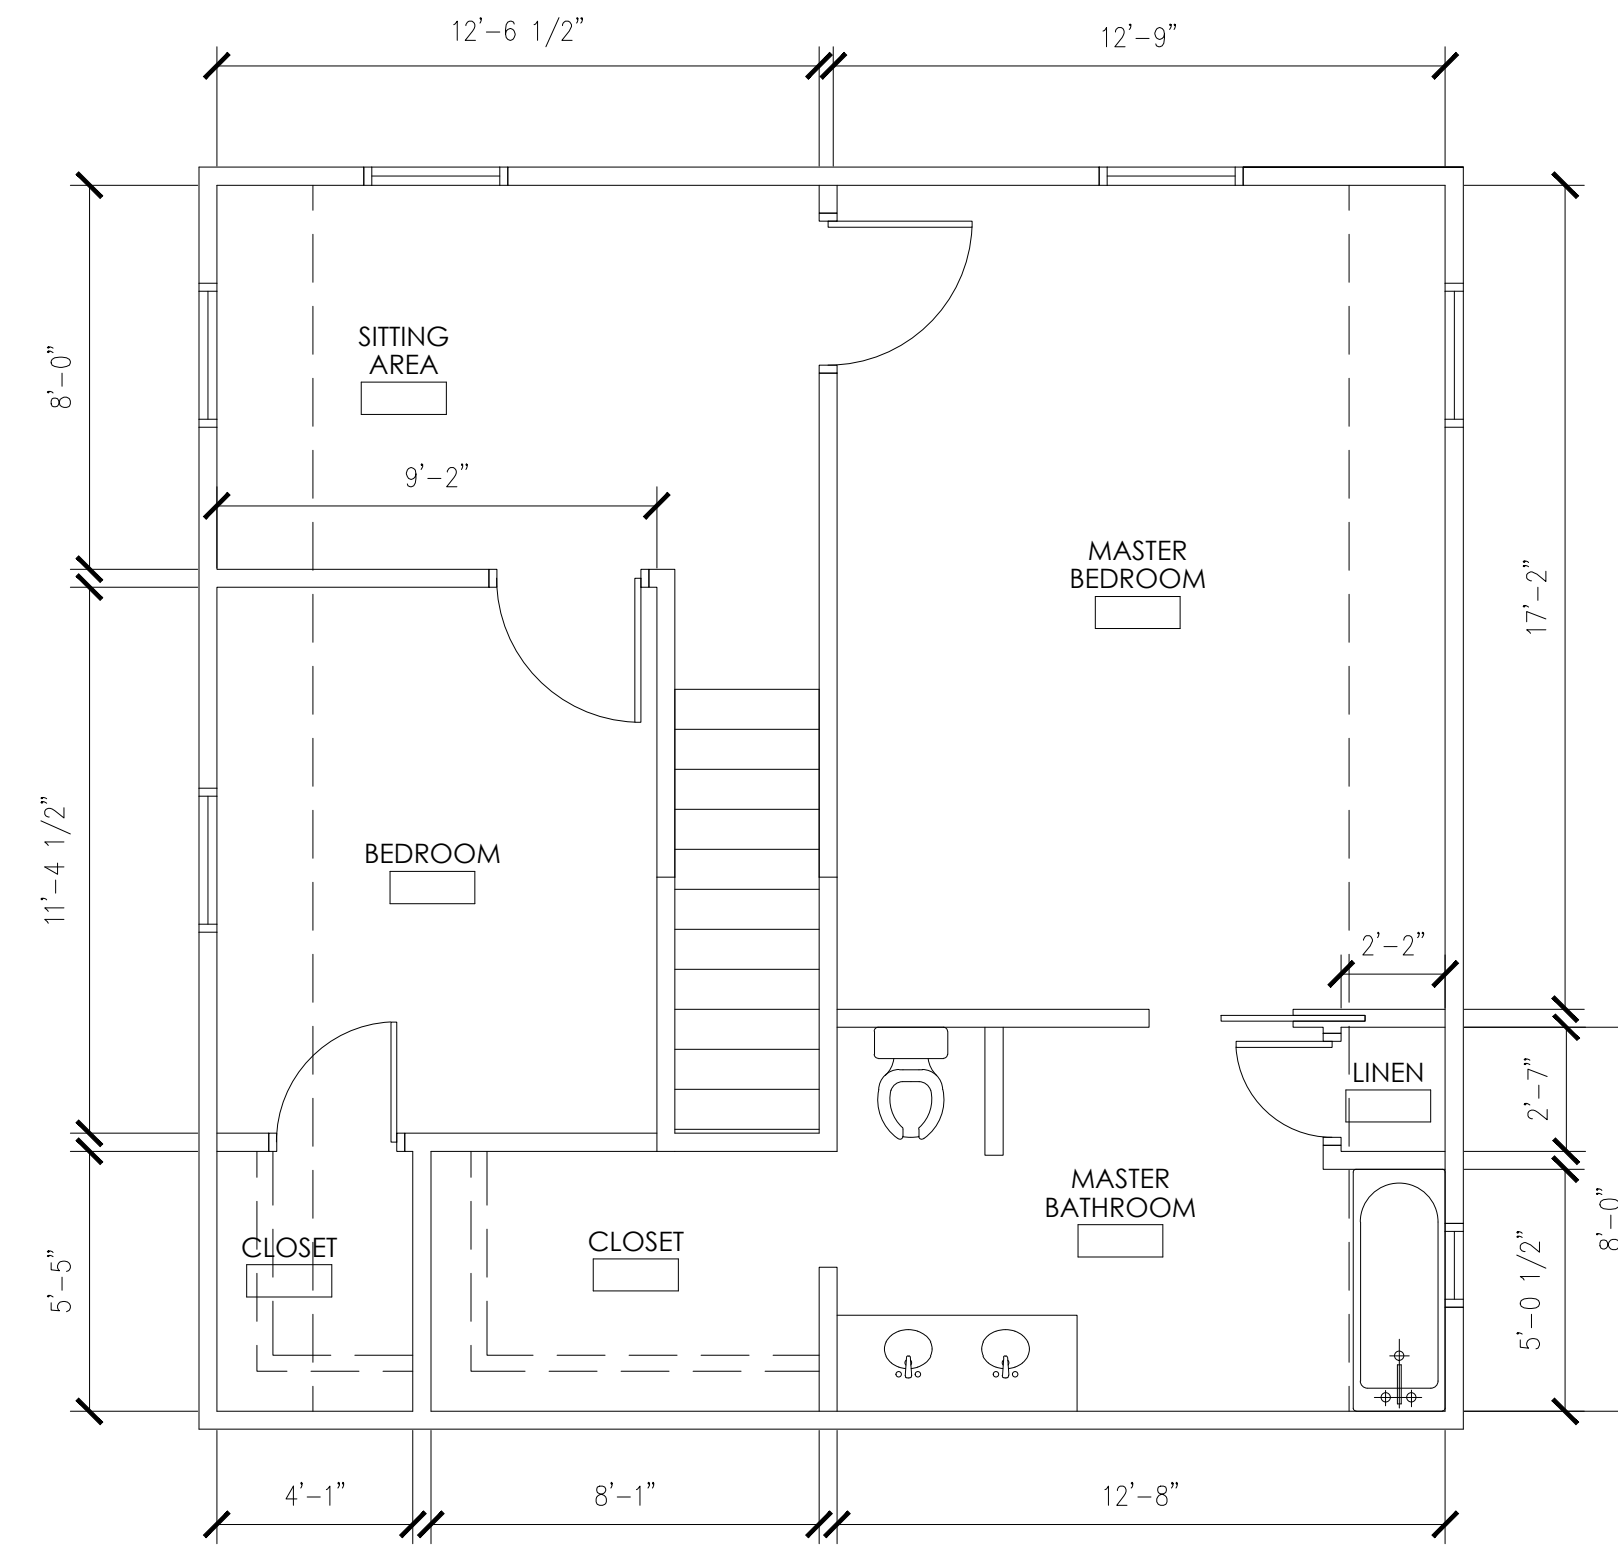 12’-6 1/2”
12’-9”
SITTING
AREA
8’-0”
9’-2”
MASTER
BEDROOM
17’-2”
11’-4 1/2”
BEDROOM
2’-2”
LINEN
2’-7”
MASTER
BATHROOM
8’-0”
CLOSET
CLOSET
5’-5”
5’-0 1/2”
4’-1”
8’-1”
12’-8”